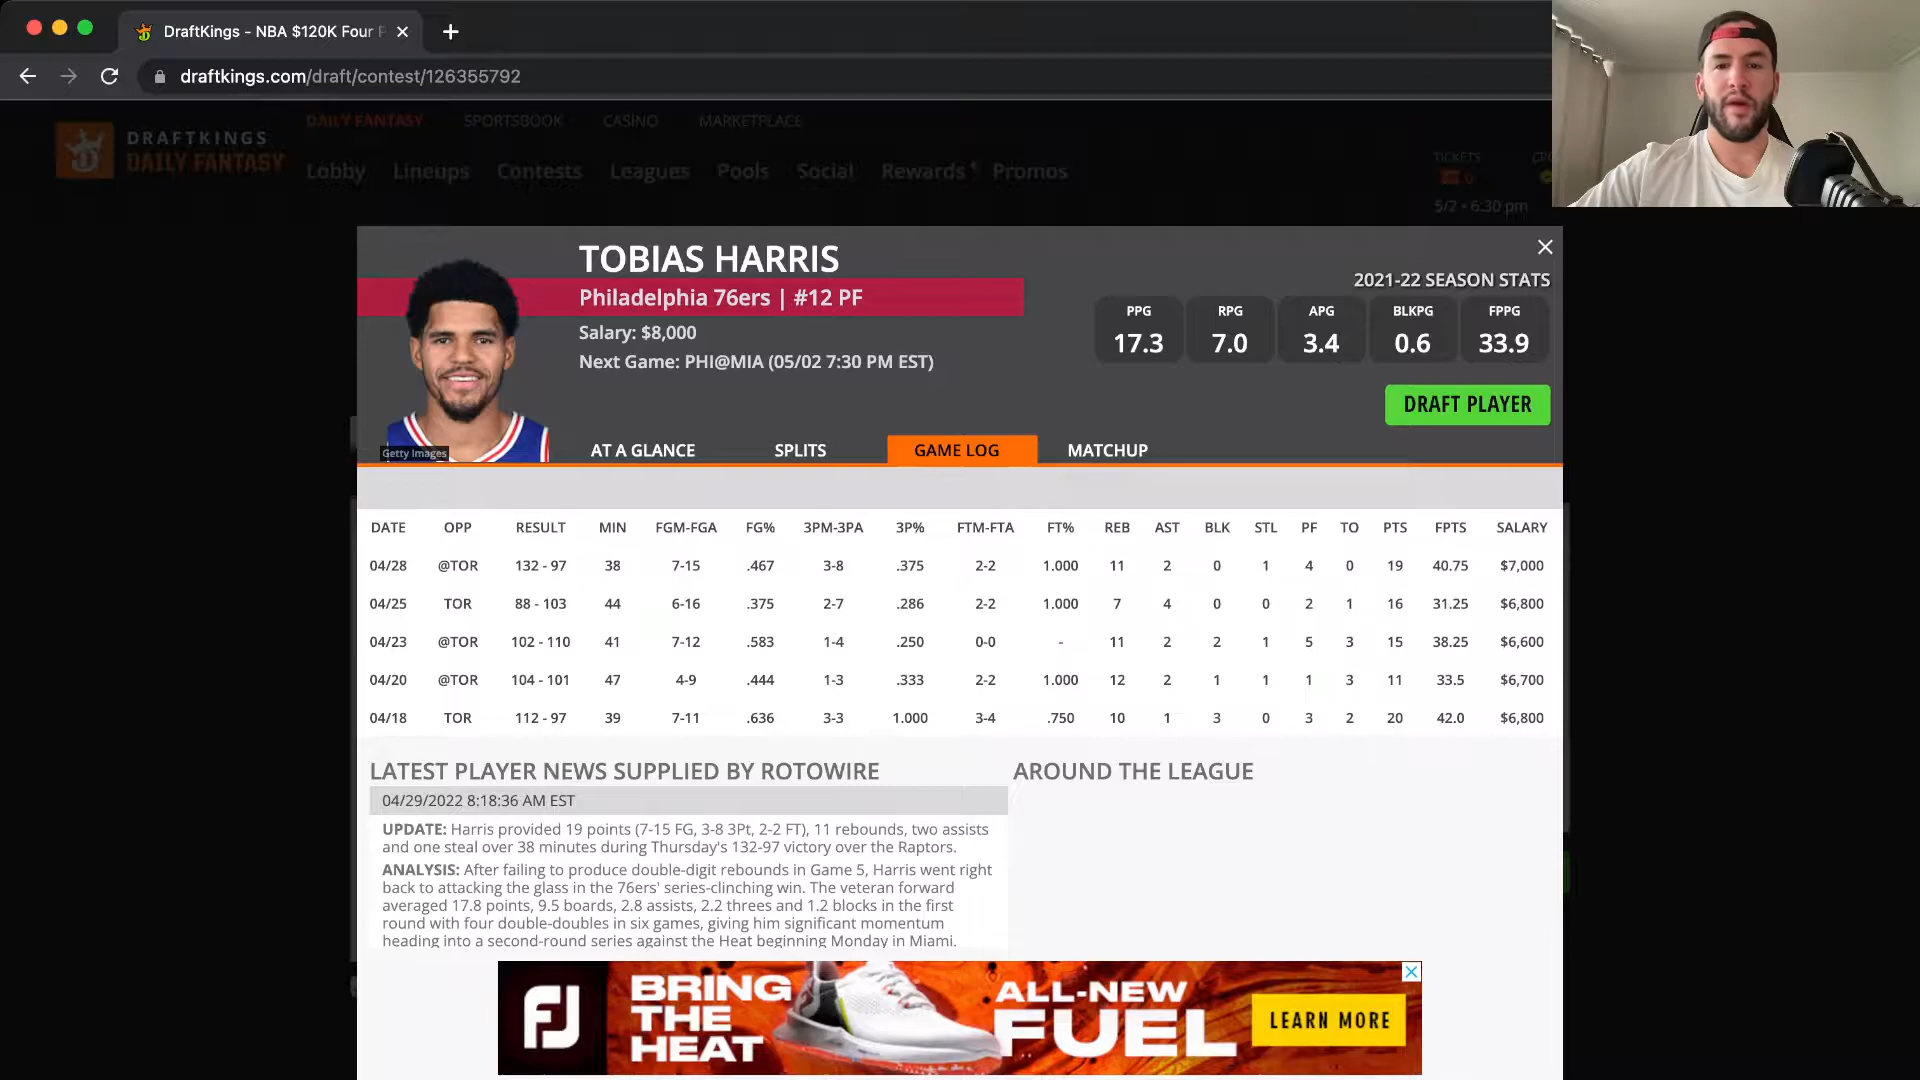 DraftKings - NBA $120K Four
draftkings.com/draft/contest/126355792
DRAFTKINGS
DAILY FANTASY
DAILY FANTASY SPORTSBOOK CASINO MARKETPLACE
Lobby Lineups Contests Leagues Pools Social Rewards Promos
TICKETS
0
5/2 • 6:30 pm
TOBIAS HARRIS
Philadelphia 76ers | #12 PF
Salary: $8,000
Next Game: PHI@MIA (05/02 7:30 PM EST)
2021-22 SEASON STATS
PPG RPG APG BLKPG FPPG
17.3 7.0 3.4 0.6 33.9
DRAFT PLAYER
Getty Images
AT A GLANCE SPLITS GAME LOG MATCHUP
DATE OPP RESULT MIN FGM-FGA FG% 3PM-3PA 3P% FTM-FTA FT% REB AST BLK STL PF TO PTS FPTS SALARY
04/28 @TOR 132 - 97 38 7-15 .467 3-8 .375 2-2 1.000 11 2 0 1 4 0 19 40.75 $7,000
04/25 TOR 88 - 103 44 6-16 .375 2-7 .286 2-2 1.000 7 4 0 0 2 1 16 31.25 $6,800
04/23 @TOR 102 - 110 41 7-12 .583 1-4 .250 0-0 - 11 2 2 1 5 3 15 38.25 $6,600
04/20 @TOR 104 - 101 47 4-9 .444 1-3 .333 2-2 1.000 12 2 1 1 1 3 11 33.5 $6,700
04/18 TOR 112 - 97 39 7-11 .636 3-3 1.000 3-4 .750 10 1 3 0 3 2 20 42.0 $6,800
LATEST PLAYER NEWS SUPPLIED BY ROTOWIRE
04/29/2022 8:18:36 AM EST
UPDATE: Harris provided 19 points (7-15 FG, 3-8 3Pt, 2-2 FT), 11 rebounds, two assists
and one steal over 38 minutes during Thursday's 132-97 victory over the Raptors.
ANALYSIS: After failing to produce double-digit rebounds in Game 5, Harris went right
back to attacking the glass in the 76ers' series-clinching win. The veteran forward
averaged 17.8 points, 9.5 boards, 2.8 assists, 2.2 threes and 1.2 blocks in the first
round with four double-doubles in six games, giving him significant momentum
heading into a second-round series against the Heat beginning Monday in Miami.
AROUND THE LEAGUE
FJ
BRING
THE
HEAT
ALL-NEW
FUEL
LEARN MORE